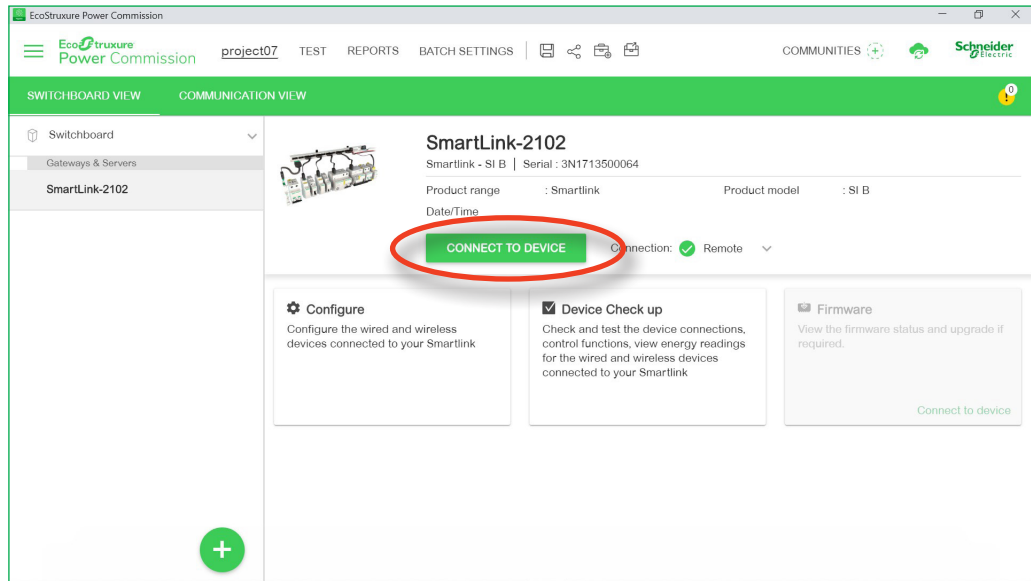 EcoStruxure Power Commission
EcoStruxure
Power Commission
project07 TEST REPORTS BATCH SETTINGS COMMUNITIES
Schneider
Electric
SWITCHBOARD VIEW COMMUNICATION VIEW
0
Switchboard
Gateways & Servers
SmartLink-2102
SmartLink-2102
Smartlink - SI B | Serial : 3N1713500064
Product range : Smartlink Product model : SI B
Date/Time
CONNECT TO DEVICE Connection: Remote
Configure
Configure the wired and wireless
devices connected to your Smartlink
Device Check up
Check and test the device connections,
control functions, view energy readings
for the wired and wireless devices
connected to your Smartlink
Firmware
View the firmware status and upgrade if
required.
Connect to device